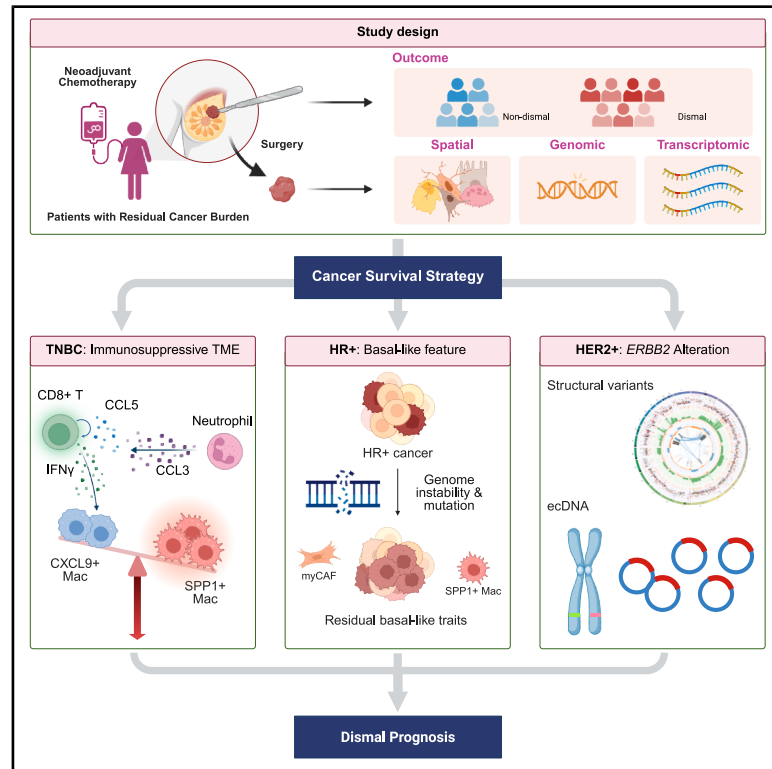 Study design
Neoadjuvant
Chemotherapy
Surgery
Patients with Residual Cancer Burden
Outcome
Non-dismal
Dismal
Spatial
Genomic
Transcriptomic
Cancer Survival Strategy
TNBC: Immunosuppressive TME
CD8+ T
CCL5
Neutrophil
IFNγ
CCL3
CXCL9+
Mac
SPP1+
Mac
HR+: Basal-like feature
HR+ cancer
Genome
instability &
mutation
myCAF
SPP1+ Mac
Residual basal-like traits
HER2+: ERBB2 Alteration
Structural variants
ecDNA
Dismal Prognosis